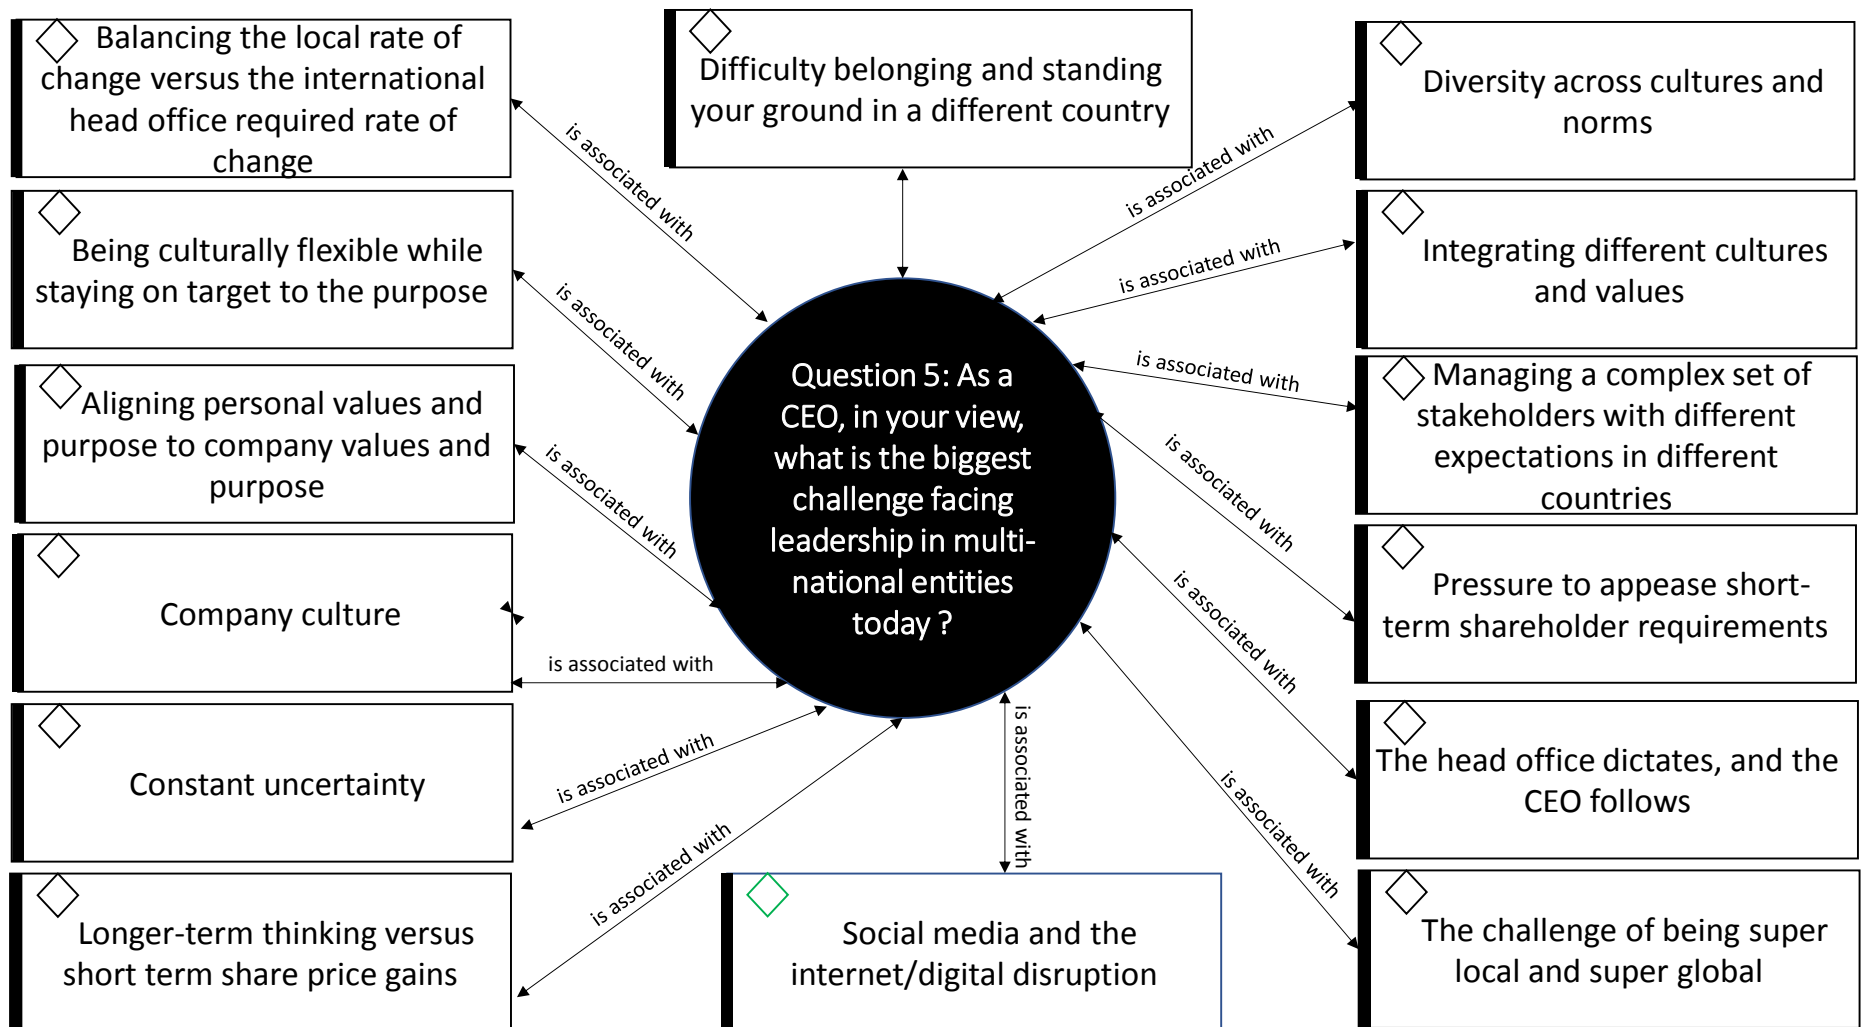 Balancing the local rate of
change versus the international
head office required rate of
change
Difficulty belonging and standing
your ground in a different country
Diversity across cultures and
norms
Being culturally flexible while
staying on target to the purpose
Integrating different cultures
and values
Aligning personal values and
purpose to company values and
purpose
Managing a complex set of
stakeholders with different
expectations in different
countries
Company culture
Pressure to appease short-
term shareholder requirements
Constant uncertainty
The head office dictates, and the
CEO follows
Longer-term thinking versus
short term share price gains
Social media and the
internet/digital disruption
The challenge of being super
local and super global
Question 5: As a
CEO, in your view,
what is the biggest
challenge facing
leadership in multi-
national entities
today ?
is associated with
is associated with
is associated with
is associated with
is associated with
is associated with
is associated with
is associated with
is associated with
is associated with
is associated with
is associated with
is associated with